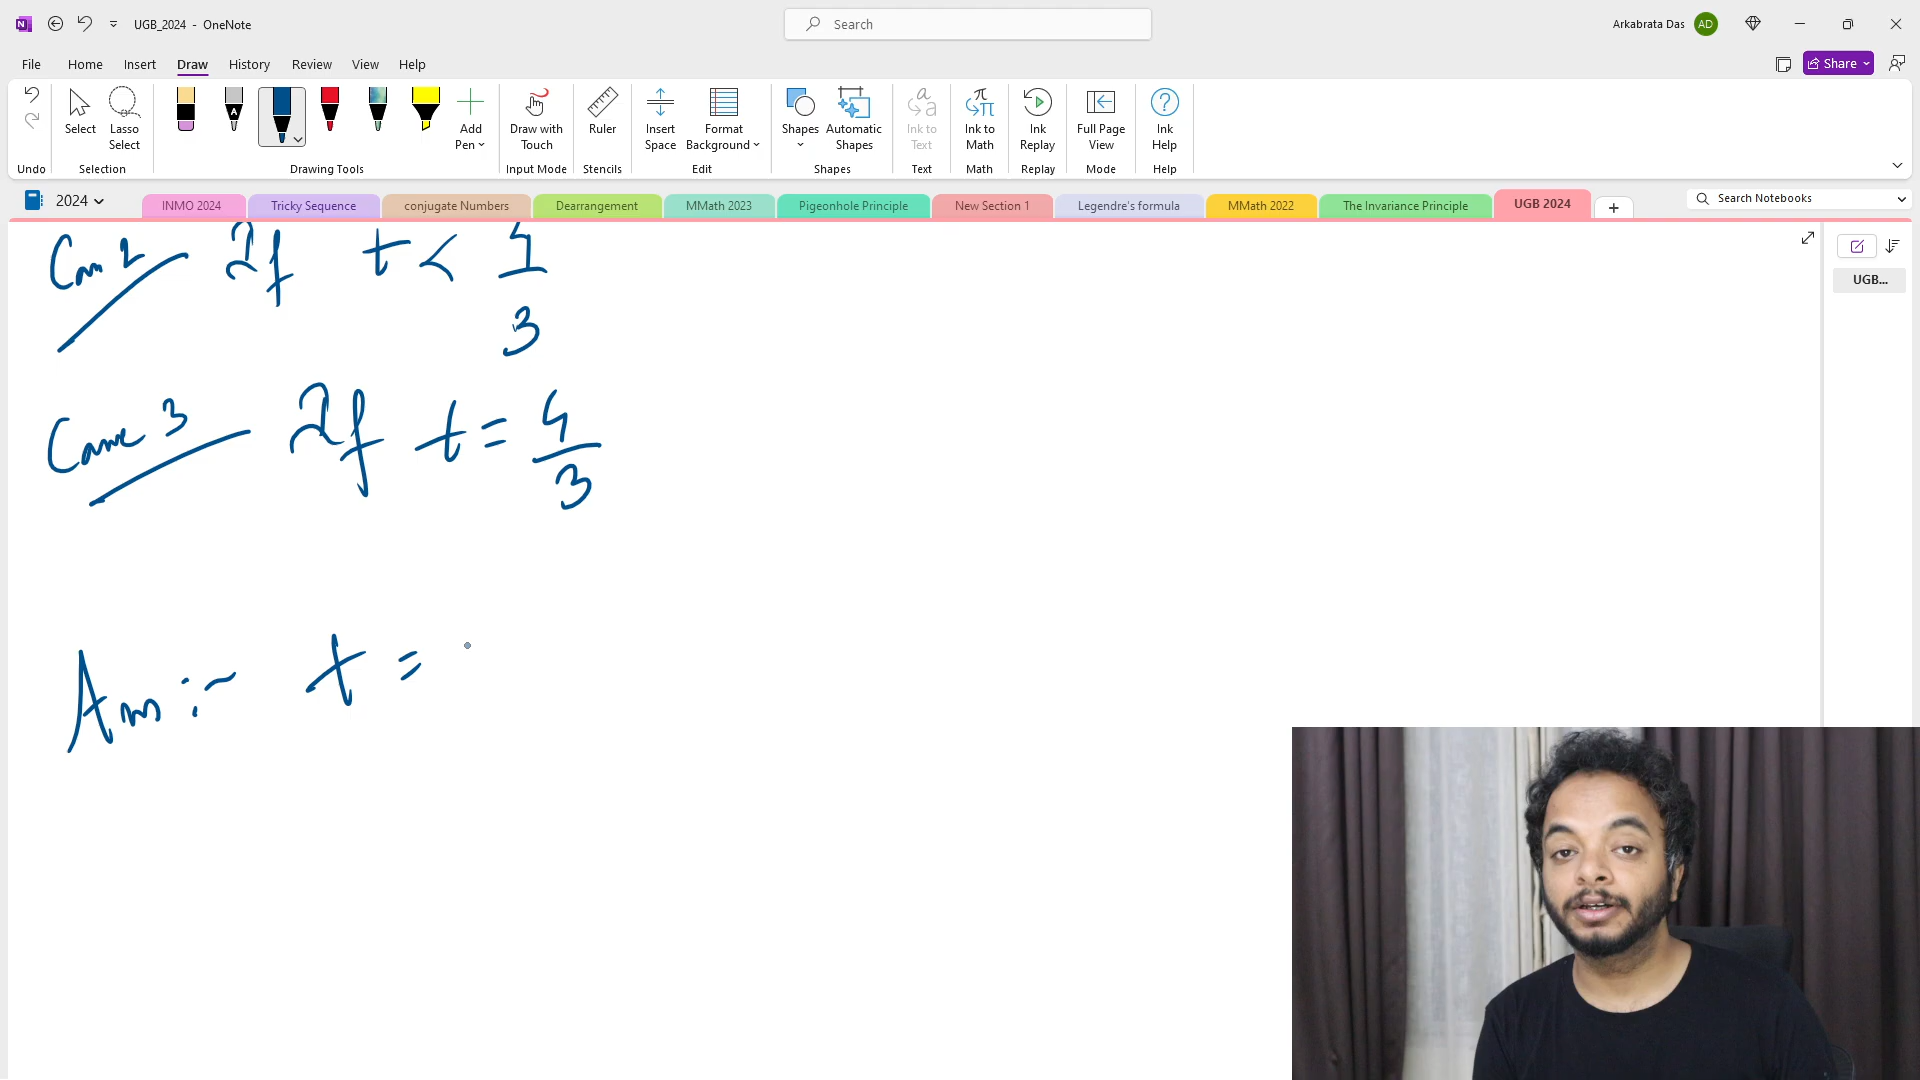 UGB_2024 - OneNote
Search
Arkabrata Das AD
File Home Insert Draw History Review View Help
Share
Select
Lasso Select
Add Pen
Draw with Touch
Ruler
Insert Space
Format Background
Shapes
Automatic Shapes
Ink to Text
Ink to Math
Ink Replay
Full Page View
Ink Help
Undo Selection Drawing Tools Input Mode Stencils Edit Shapes Text Math Replay Mode Help
2024 INMO 2024 Tricky Sequence conjugate Numbers Dearrangement MMath 2023 Pigeonhole Principle New Section 1 Legendre's formula MMath 2022 The Invariance Principle UGB 2024 + Search Notebooks
UGB...
Case 2 If t < 4/3
Case 3 If t = 4/3
Ans :- t =